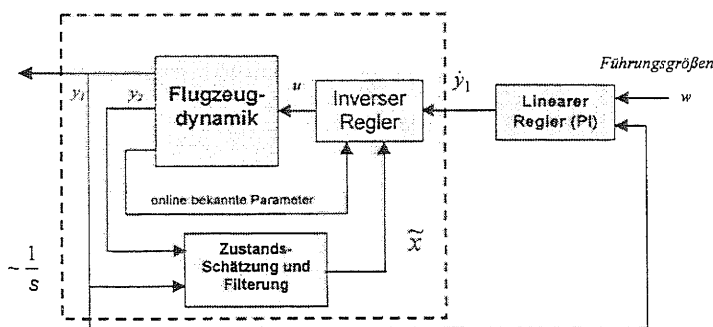 Führungsgrößen
y₁
y₂
Flugzeug-
dynamik
u
Inverser
Regler
ẏ₁
Linearer
Regler (PI)
w
online bekannte Parameter
x̃
~ 1/s
Zustands-
Schätzung und
Filterung